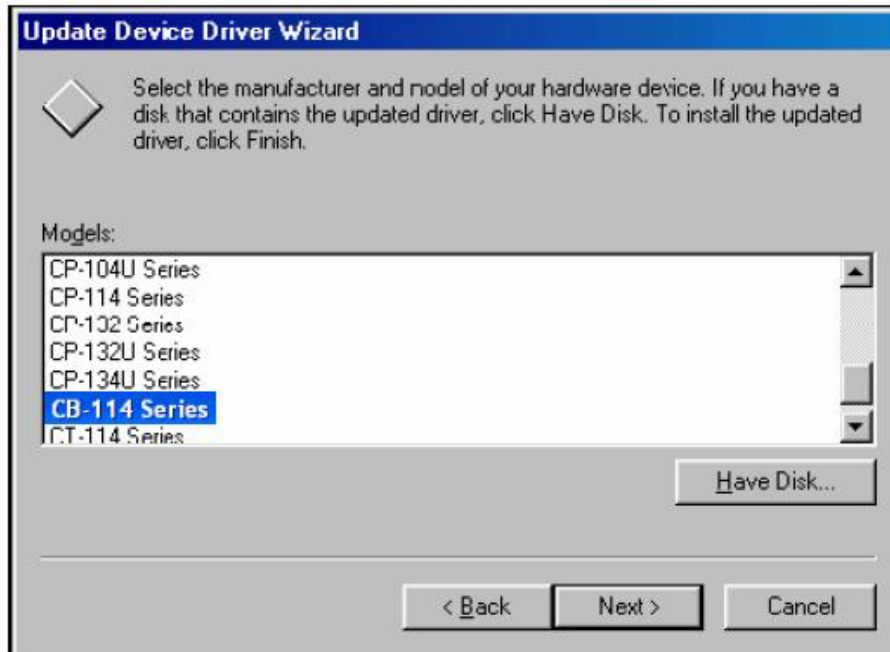 Update Device Driver Wizard
Select the manufacturer and model of your hardware device. If you have a
disk that contains the updated driver, click Have Disk. To install the updated
driver, click Finish.
Models:
CP-104U Series
CP-114 Series
CP-132 Series
CP-132U Series
CP-134U Series
CB-114 Series
CT-114 Series
Have Disk...
< Back
Next >
Cancel